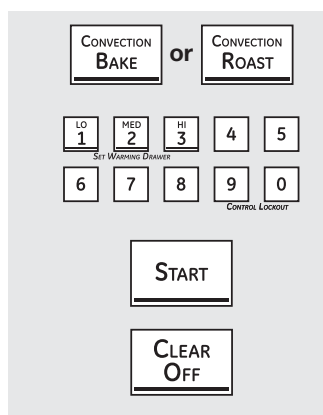 CONVECTION
BAKE
or
CONVECTION
ROAST
LO
1
MED
2
HI
3
4
5
SET WARMING DRAWER
6
7
8
9
0
CONTROL LOCKOUT
START
CLEAR
OFF